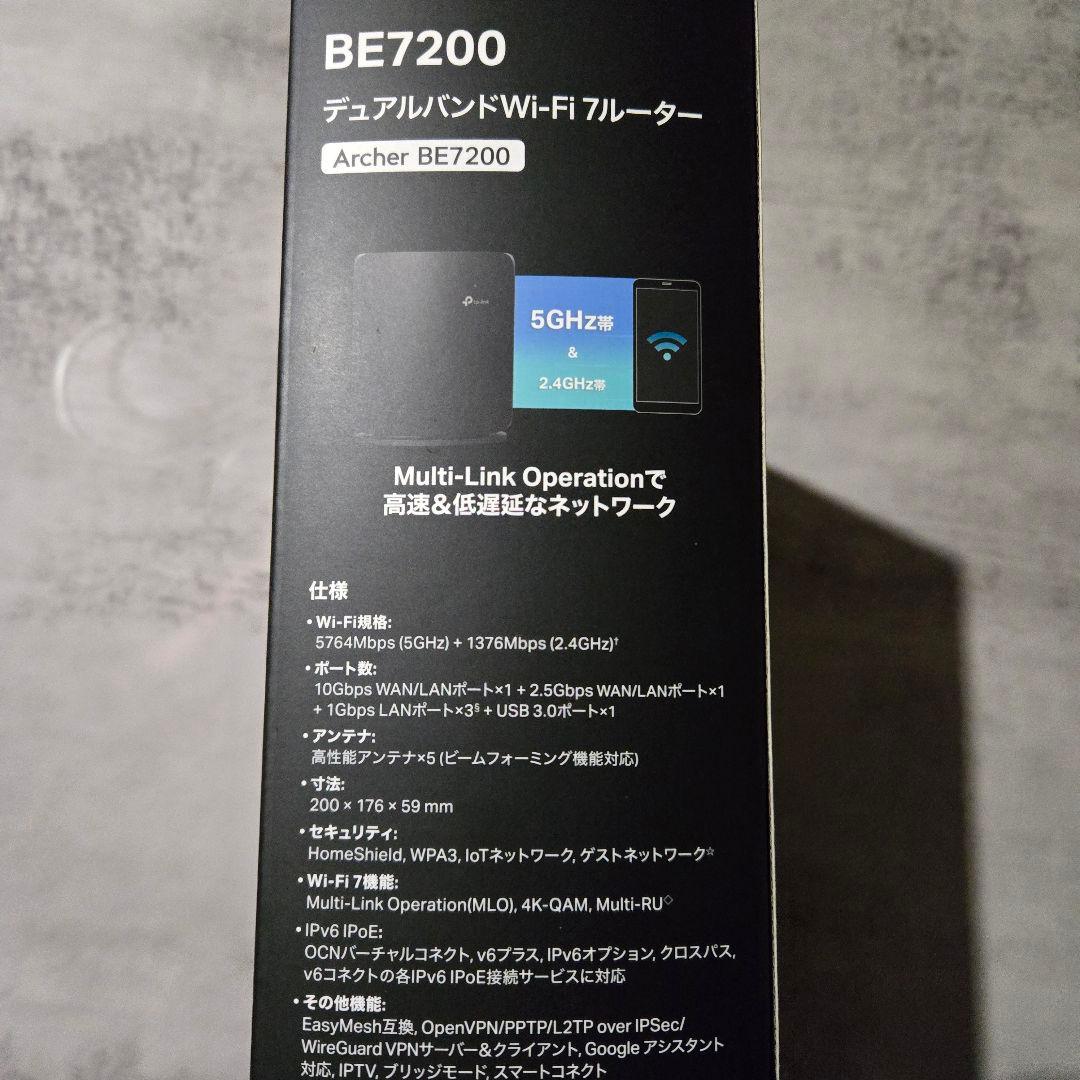 BE7200
デュアルバンドWi-Fi 7ルーター
Archer BE7200
tp-link
5GHz帯
&
2.4GHz帯
Multi-Link Operationで
高速&低遅延なネットワーク
仕様
• Wi-Fi規格:
5764Mbps (5GHz) + 1376Mbps (2.4GHz)†
• ポート数:
10Gbps WAN/LANポート×1 + 2.5Gbps WAN/LANポート×1
+ 1Gbps LANポート×3§ + USB 3.0ポート×1
• アンテナ:
高性能アンテナ×5 (ビームフォーミング機能対応)
• 寸法:
200 × 176 × 59 mm
• セキュリティ:
HomeShield, WPA3, IoTネットワーク, ゲストネットワーク☆
• Wi-Fi 7機能:
Multi-Link Operation(MLO), 4K-QAM, Multi-RU◇
• IPv6 IPoE:
OCNバーチャルコネクト, v6プラス, IPv6オプション, クロスパス,
v6コネクトの各IPv6 IPoE接続サービスに対応
• その他機能:
EasyMesh互換, OpenVPN/PPTP/L2TP over IPSec/
WireGuard VPNサーバー&クライアント, Google アシスタント
対応, IPTV, ブリッジモード, スマートコネクト